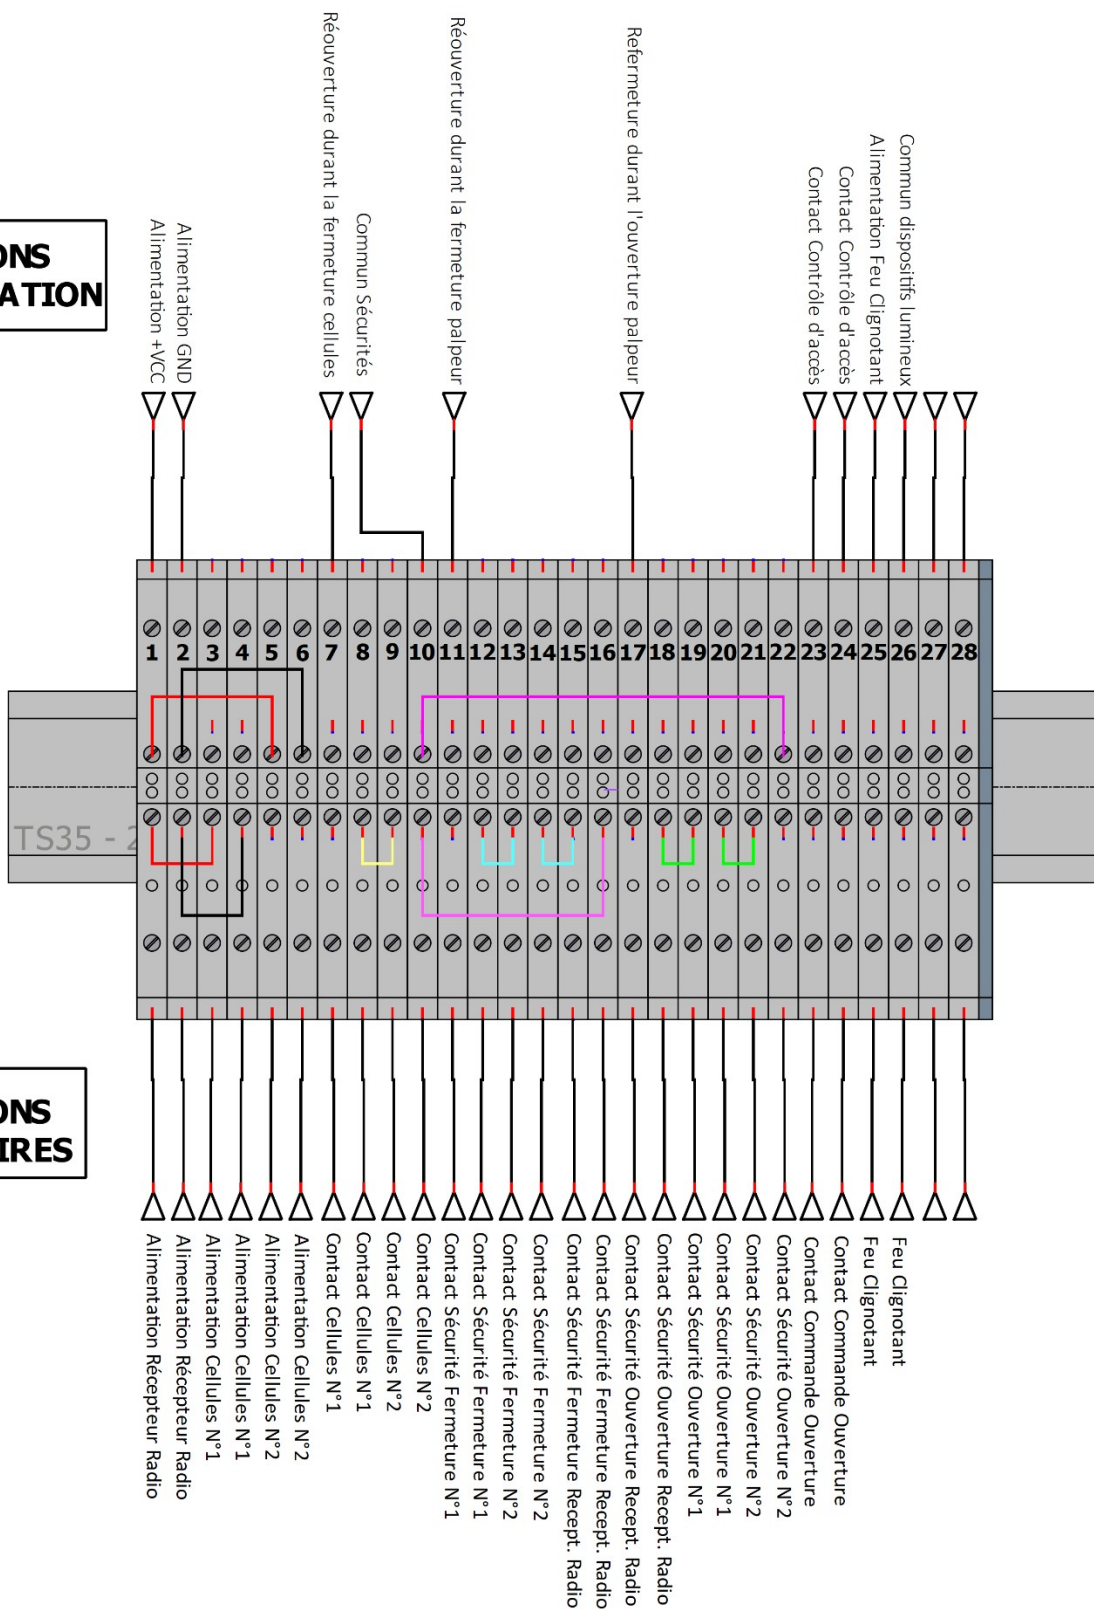 Réouverture durant la fermeture cellules
Réouverture durant la fermeture palpeur
Refermeture durant l'ouverture palpeur
Commun dispositifs lumineux
Alimentation Feu Clignotant
Contact Contrôle d'accès
Contact Contrôle d'accès
Commun Sécurités
Alimentation GND
Alimentation +VCC
ONS
ATION
1 2 3 4 5 6 7 8 9 10 11 12 13 14 15 16 17 18 19 20 21 22 23 24 25 26 27 28
TS35 - 2
ONS
IRES
Alimentation Récepteur Radio
Alimentation Récepteur Radio
Alimentation Cellules N°1
Alimentation Cellules N°1
Alimentation Cellules N°2
Alimentation Cellules N°2
Contact Cellules N°1
Contact Cellules N°1
Contact Cellules N°2
Contact Cellules N°2
Contact Sécurité Fermeture N°1
Contact Sécurité Fermeture N°1
Contact Sécurité Fermeture N°2
Contact Sécurité Fermeture N°2
Contact Sécurité Fermeture Recept. Radio
Contact Sécurité Fermeture Recept. Radio
Contact Sécurité Ouverture Recept. Radio
Contact Sécurité Ouverture Recept. Radio
Contact Sécurité Ouverture N°1
Contact Sécurité Ouverture N°1
Contact Sécurité Ouverture N°2
Contact Sécurité Ouverture N°2
Contact Commande Ouverture
Contact Commande Ouverture
Feu Clignotant
Feu Clignotant